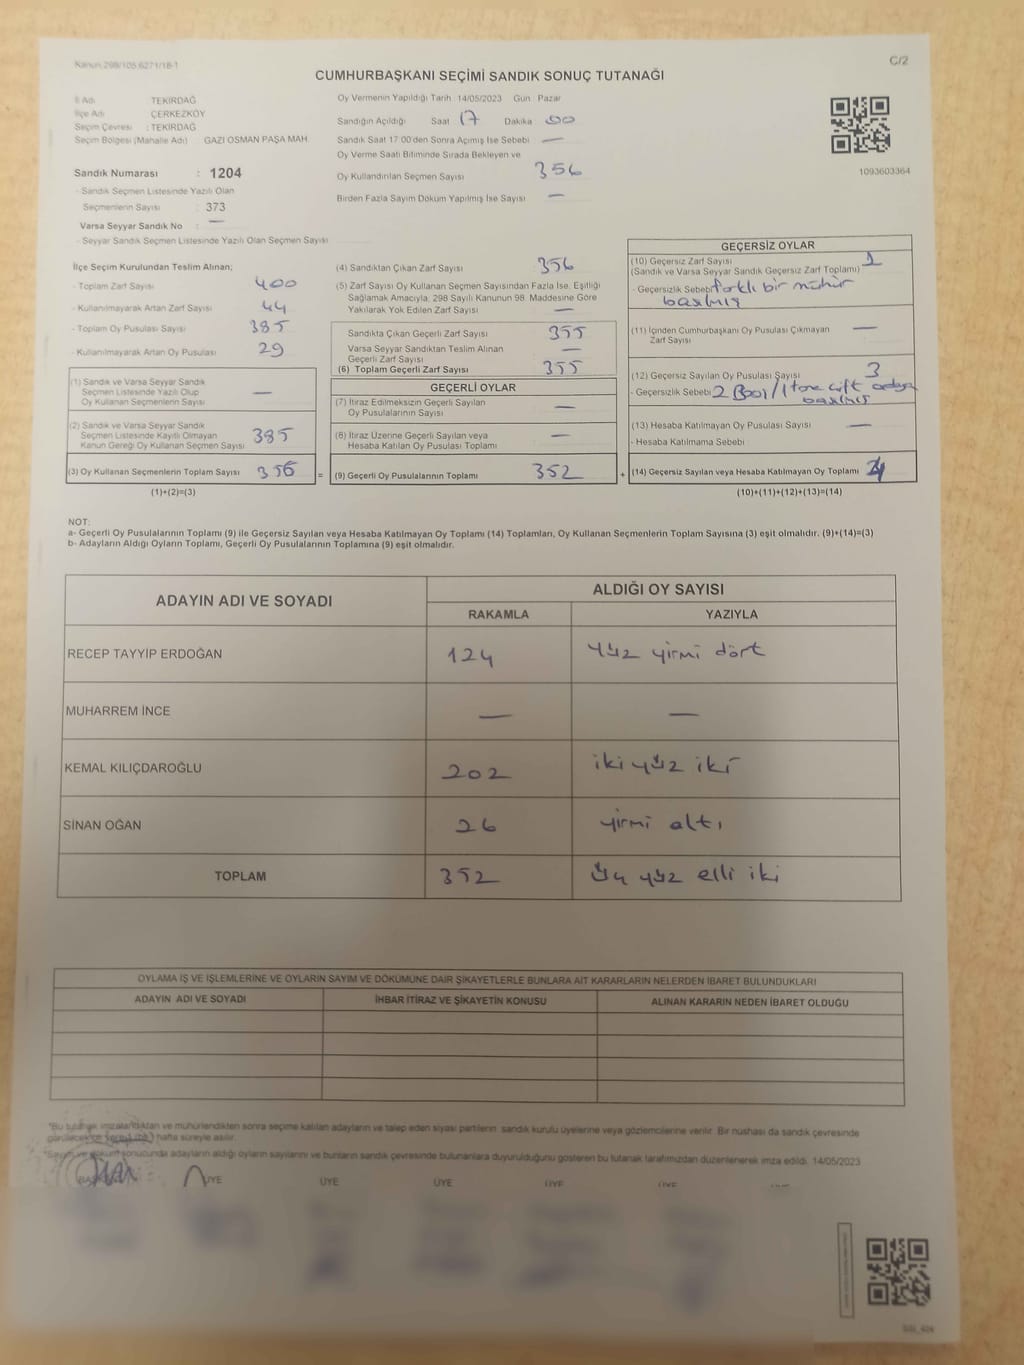 Kanun 298/105,6271/18-1
C/2
CUMHURBAŞKANI SEÇİMİ SANDIK SONUÇ TUTANAĞI
İl Adı TEKİRDAĞ
İlçe Adı ÇERKEZKÖY
Seçim Çevresi : TEKİRDAĞ
Seçim Bölgesi (Mahalle Adı) GAZİ OSMAN PAŞA MAH.
Sandık Numarası : 1204
- Sandık Seçmen Listesinde Yazılı Olan
Seçmenlerin Sayısı : 373
Varsa Seyyar Sandık No : —
- Seyyar Sandık Seçmen Listesinde Yazılı Olan Seçmen Sayısı
Oy Vermenin Yapıldığı Tarih 14/05/2023 Gün Pazar
Sandığın Açıldığı Saat 17 Dakika 00
Sandık Saat 17:00'den Sonra Açımış İse Sebebi —
Oy Verme Saati Bitiminde Sırada Bekleyen ve
Oy Kullandırılan Seçmen Sayısı 356
Birden Fazla Sayım Döküm Yapılmış İse Sayısı —
1093603364
İlçe Seçim Kurulundan Teslim Alınan;
- Toplam Zarf Sayısı 400
- Kullanılmayarak Artan Zarf Sayısı 44
- Toplam Oy Pusulası Sayısı 385
- Kullanılmayarak Artan Oy Pusulası 29
(1) Sandık ve Varsa Seyyar Sandık
Seçmen Listesinde Yazılı Olup
Oy Kullanan Seçmenlerin Sayısı —
(2) Sandık ve Varsa Seyyar Sandık
Seçmen Listesinde Kayıtlı Olmayan
Kanun Gereği Oy Kullanan Seçmen Sayısı 385
(3) Oy Kullanan Seçmenlerin Toplam Sayısı 356 =
(1)+(2)=(3)
(4) Sandıktan Çıkan Zarf Sayısı 356
(5) Zarf Sayısı Oy Kullanan Seçmen Sayısından Fazla İse, Eşitliği
Sağlamak Amacıyla; 298 Sayılı Kanunun 98. Maddesine Göre
Yakılarak Yok Edilen Zarf Sayısı —
Sandıkta Çıkan Geçerli Zarf Sayısı 355
Varsa Seyyar Sandıktan Teslim Alınan
Geçerli Zarf Sayısı —
(6) Toplam Geçerli Zarf Sayısı 355
GEÇERLİ OYLAR
(7) İtiraz Edilmeksizin Geçerli Sayılan
Oy Pusulalarının Sayısı —
(8) İtiraz Üzerine Geçerli Sayılan veya
Hesaba Katılan Oy Pusulası Toplamı —
(9) Geçerli Oy Pusulalarının Toplamı 352 +
GEÇERSİZ OYLAR
(10) Geçersiz Zarf Sayısı 1
(Sandık ve Varsa Seyyar Sandık Geçersiz Zarf Toplamı)
- Geçersizlik Sebebi farklı bir mühür
basılmış
(11) İçinden Cumhurbaşkanı Oy Pusulası Çıkmayan —
Zarf Sayısı
(12) Geçersiz Sayılan Oy Pusulası Sayısı 3
- Geçersizlik Sebebi 2 Boş / 1 tane çift adaya
basılmış
(13) Hesaba Katılmayan Oy Pusulası Sayısı —
- Hesaba Katılmama Sebebi
(14) Geçersiz Sayılan veya Hesaba Katılmayan Oy Toplamı 4
(10)+(11)+(12)+(13)=(14)
NOT:
a- Geçerli Oy Pusulalarının Toplamı (9) ile Geçersiz Sayılan veya Hesaba Katılmayan Oy Toplamı (14) Toplamları, Oy Kullanan Seçmenlerin Toplam Sayısına (3) eşit olmalıdır. (9)+(14)=(3)
b- Adayların Aldığı Oyların Toplamı, Geçerli Oy Pusulalarının Toplamına (9) eşit olmalıdır.
ADAYIN ADI VE SOYADI
ALDIĞI OY SAYISI
RAKAMLA YAZIYLA
RECEP TAYYİP ERDOĞAN 124 yüz yirmi dört
MUHARREM İNCE — —
KEMAL KILIÇDAROĞLU 202 iki yüz iki
SİNAN OĞAN 26 yirmi altı
TOPLAM 352 üç yüz elli iki
OYLAMA İŞ VE İŞLEMLERİNE VE OYLARIN SAYIM VE DÖKÜMÜNE DAİR ŞİKAYETLERLE BUNLARA AİT KARARLARIN NELERDEN İBARET BULUNDUKLARI
ADAYIN ADI VE SOYADI İHBAR İTİRAZ VE ŞİKAYETİN KONUSU ALINAN KARARIN NEDEN İBARET OLDUĞU
*Bu tutanak imzalandıktan ve mühürlendikten sonra seçime katılan adayların ve talep eden siyasi partilerin sandık kurulu üyelerine veya gözlemcilerine verilir. Bir nüshası da sandık çevresinde
hafta süreyle asılır.
sonucunda adayların aldığı oyların sayılarını ve bunların sandık çevresinde bulunanlara duyurulduğunu gösteren bu tutanak tarafımızdan düzenlenerek imza edildi. 14/05/2023
ÜYE ÜYE ÜYE ÜYE ÜYE